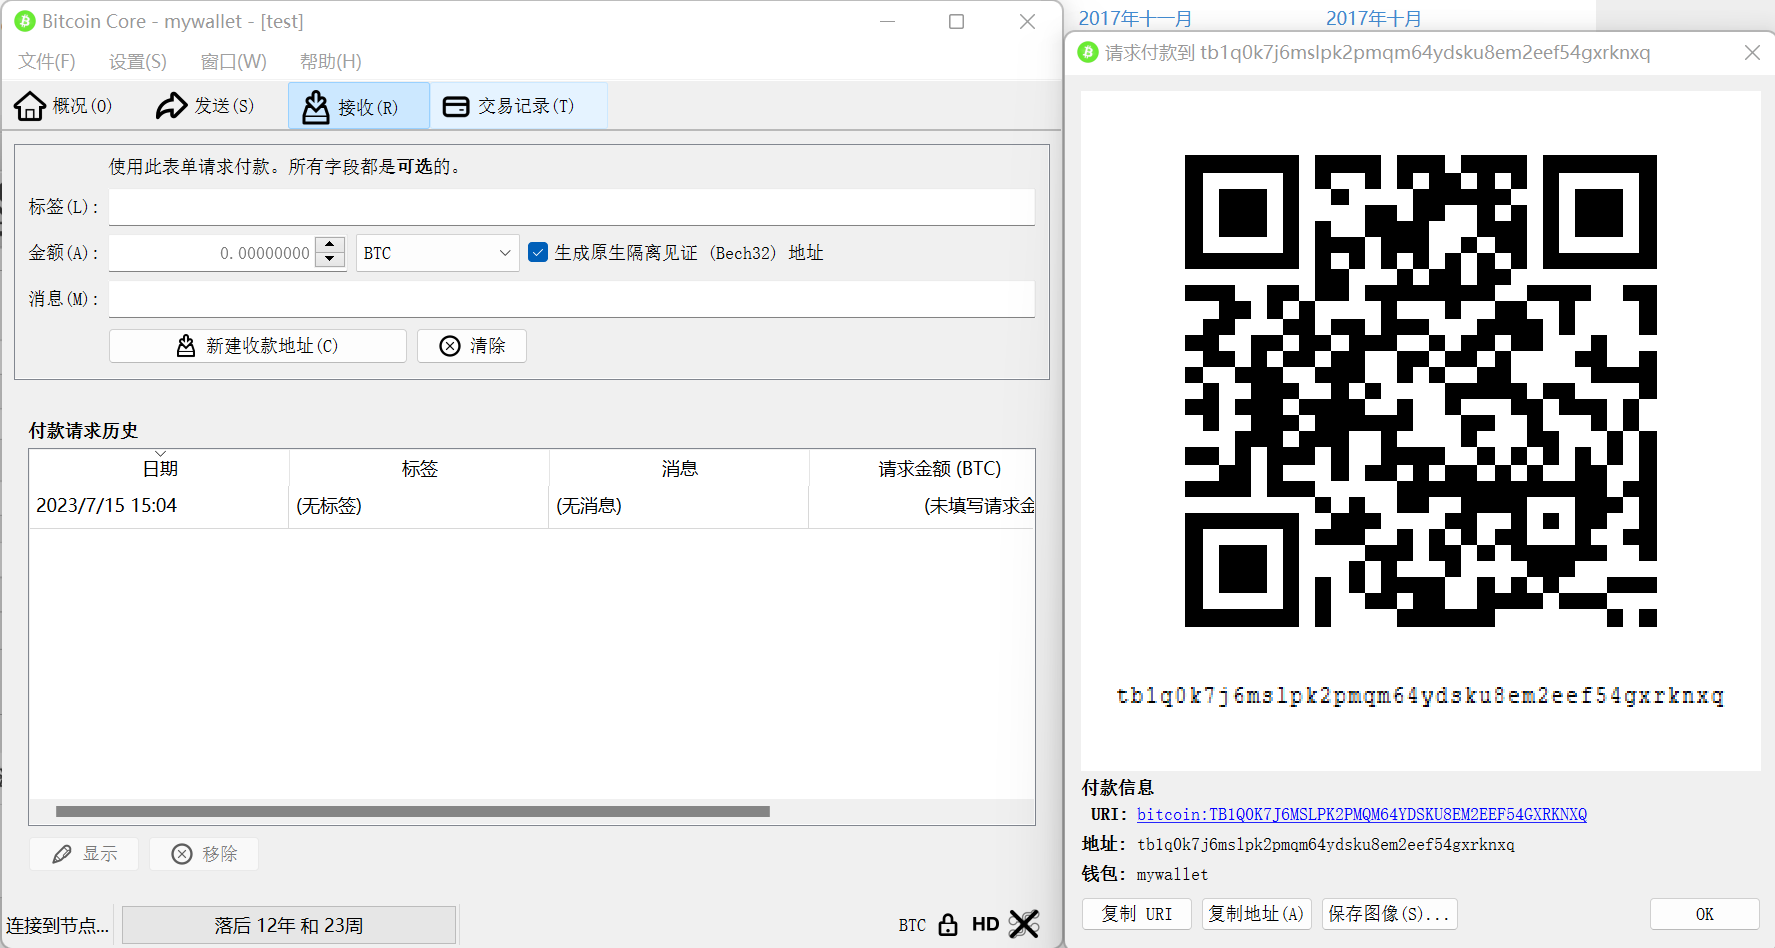 Bitcoin Core - mywallet - [test]
文件(F) 设置(S) 窗口(W) 帮助(H)
概况(O) 发送(S) 接收(R) 交易记录(T)
使用此表单请求付款。所有字段都是可选的。
标签(L):
金额(A): 0.00000000 BTC 生成原生隔离见证 (Bech32) 地址
消息(M):
新建收款地址(C) 清除
付款请求历史
日期 标签 消息 请求金额 (BTC)
2023/7/15 15:04 (无标签) (无消息) (未填写请求金
显示 移除
连接到节点... 落后 12年 和 23周 BTC HD
2017年十一月 2017年十月
请求付款到 tb1q0k7j6mslpk2pmqm64ydsku8em2eef54gxrknxq
tb1q0k7j6mslpk2pmqm64ydsku8em2eef54gxrknxq
付款信息
URI: bitcoin:TB1Q0K7J6MSLPK2PMQM64YDSKU8EM2EEF54GXRKNXQ
地址: tb1q0k7j6mslpk2pmqm64ydsku8em2eef54gxrknxq
钱包: mywallet
复制 URI 复制地址(A) 保存图像(S)... OK